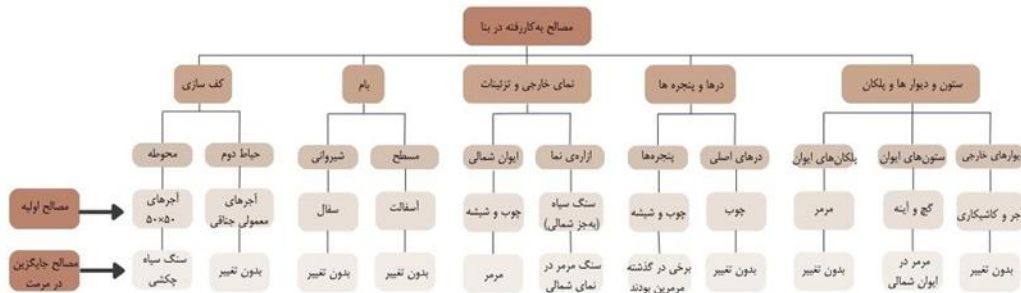 مصالح به‌کاررفته در بنا
ستون و دیوار ها و پلکان
درها و پنجره ها
نمای خارجی و تزئینات
بام
کف سازی
یوارهای خارجی
ستون‌های ایوان
پلکان‌های ایوان
درهای اصلی
پنجره‌ها
ازاره‌ی نما
ایوان شمالی
مسطح
شیروانی
حیاط دوم
محوطه
مصالح اولیه
جر و کاشیکاری
گچ و آینه
مرمر
چوب
چوب و شیشه
سنگ سیاه
(به‌جز شمالی)
چوب و شیشه
آسفالت
سفال
آجرهای
معمولی جناقی
آجرهای
۵۰×۵۰
مصالح جایگزین
در مرمت
بدون تغییر
مرمر در
ایوان شمالی
بدون تغییر
بدون تغییر
برخی در گذشته
مرمرین بودند
سنگ مرمر در
نمای شمالی
مرمر
بدون تغییر
بدون تغییر
بدون تغییر
سنگ سیاه
چکشی